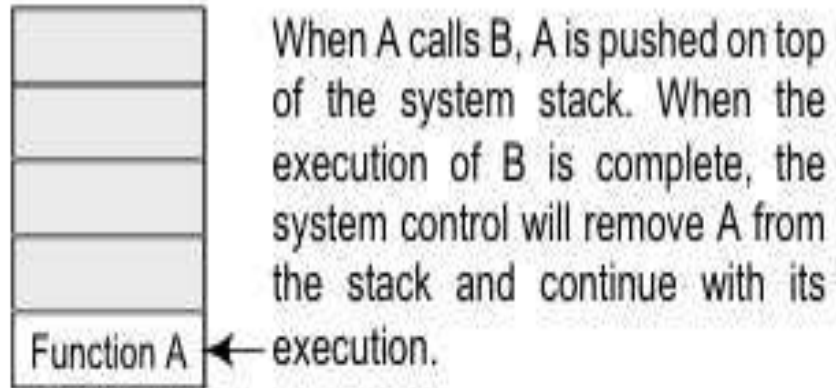 When A calls B, A is pushed on top
of the system stack. When the
execution of B is complete, the
system control will remove A from
the stack and continue with its
Function A
execution.